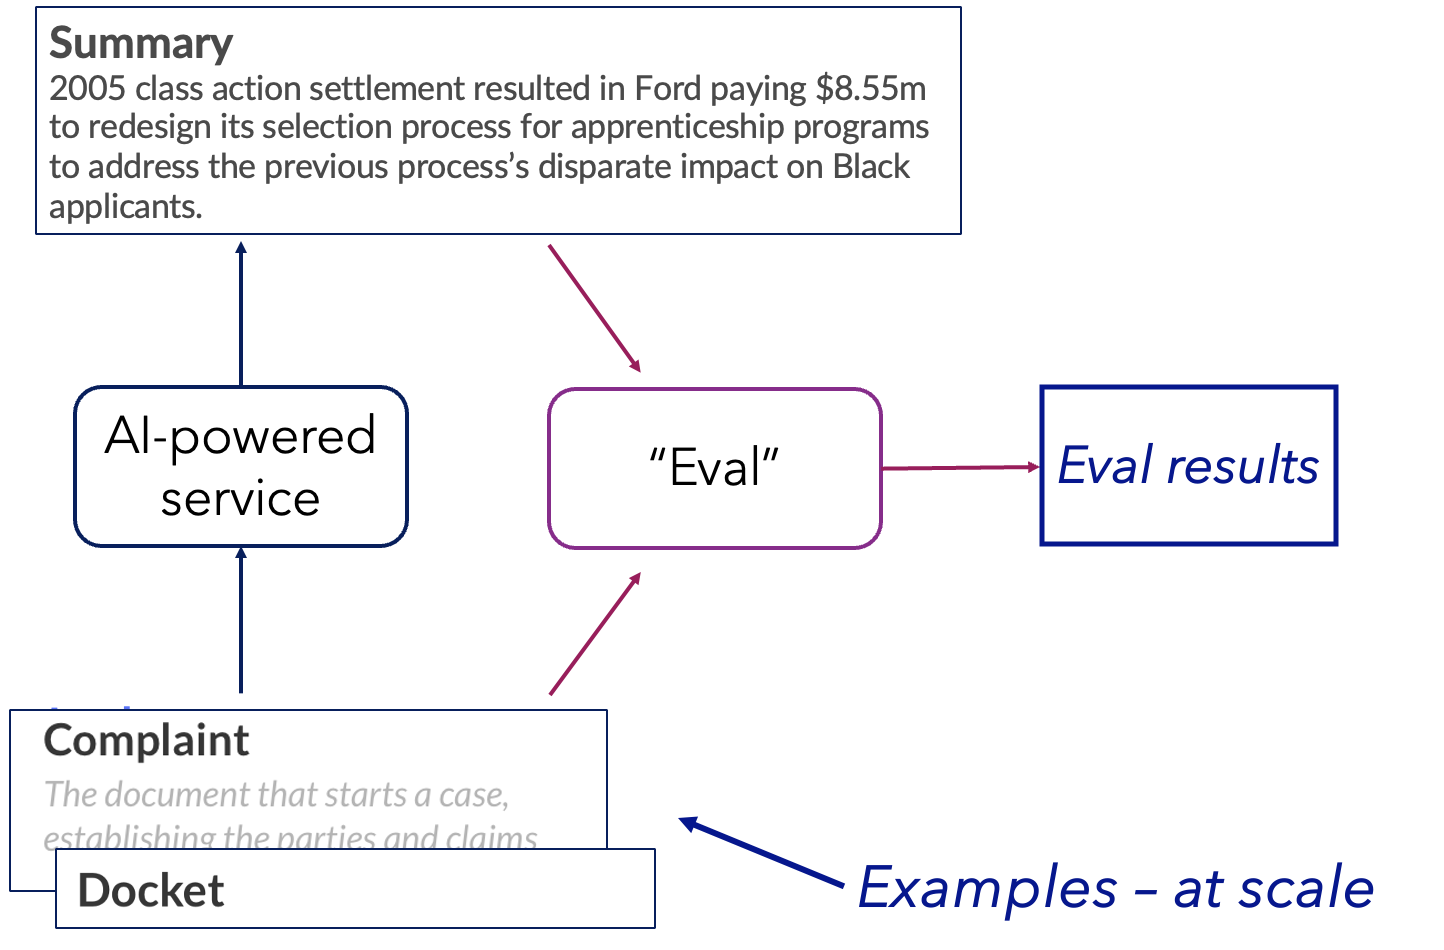 Summary
2005 class action settlement resulted in Ford paying $8.55m
to redesign its selection process for apprenticeship programs
to address the previous process’s disparate impact on Black
applicants.
AI-powered
service
“Eval”
Eval results
Complaint
The document that starts a case,
establishing the parties and claims
Docket
Examples – at scale